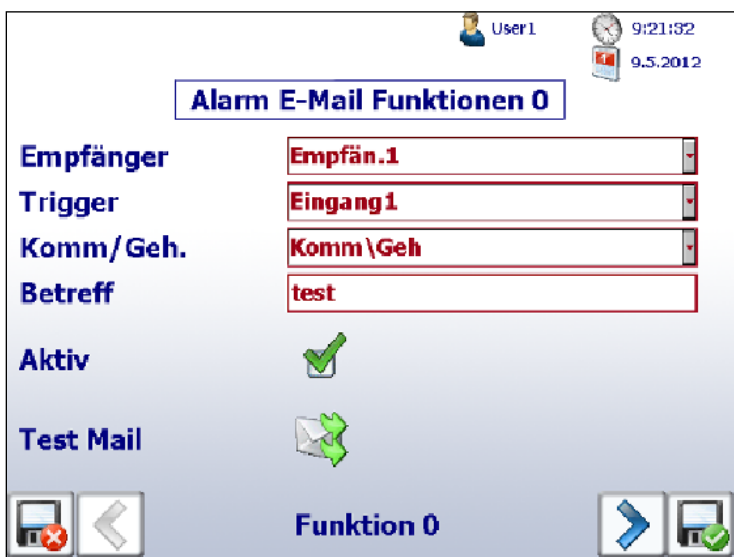 User1
9:21:32
9.5.2012
Alarm E-Mail Funktionen 0
Empfänger
Empfän.1
Trigger
Eingang1
Komm/Geh.
Komm\Geh
Betreff
test
Aktiv
Test Mail
Funktion 0